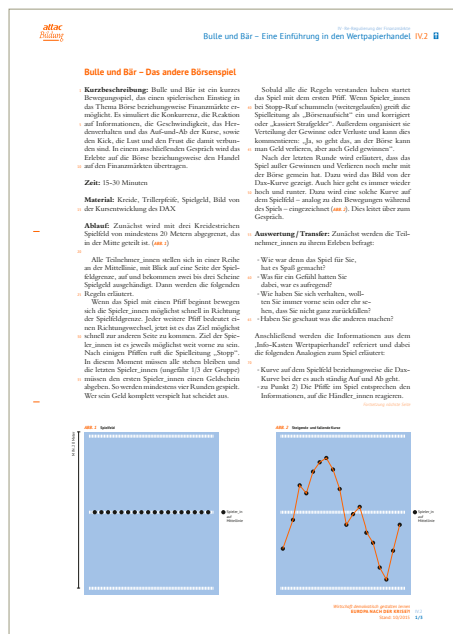 attac
Bildung
IV. Re-Regulierung der Finanzmärkte
Bulle und Bär – Eine Einführung in den Wertpapierhandel IV.2
Bulle und Bär – Das andere Börsenspiel
Kurzbeschreibung: Bulle und Bär ist ein kurzes
Bewegungsspiel, das einen spielerischen Einstieg in
das Thema Börse beziehungsweise Finanzmärkte er-
möglicht. Es simuliert die Konkurrenz, die Reaktion
auf Informationen, die Geschwindigkeit, das Her-
denverhalten und das Auf-und-Ab der Kurse, sowie
den Kick, die Lust und den Frust die damit verbun-
den sind. In einem anschließenden Gespräch wird das
Erlebte auf die Börse beziehungsweise den Handel
auf den Finanzmärkten übertragen.
Zeit: 15-30 Minuten
Material: Kreide, Trillerpfeife, Spielgeld, Bild von
der Kursentwicklung des DAX
Ablauf: Zunächst wird mit drei Kreidestrichen
Spielfeld von mindestens 20 Metern abgegrenzt, das
in der Mitte geteilt ist. (ABB. 1)
Alle Teilnehmer_innen stellen sich in einer Reihe
an der Mittellinie, mit Blick auf eine Seite der Spiel-
feldgrenze, auf und bekommen zwei bis drei Scheine
Spielgeld ausgehändigt. Dann werden die folgenden
Regeln erläutert.
Wenn das Spiel mit einen Pfiff beginnt bewegen
sich die Spieler_innen möglichst schnell in Richtung
der Spielfeldgrenze. Jeder weitere Pfiff bedeutet ei-
nen Richtungswechsel, jetzt ist es das Ziel möglichst
schnell zur anderen Seite zu kommen. Ziel der Spie-
ler_innen ist es jeweils möglichst weit vorne zu sein.
Nach einigen Pfiffen ruft die Spielleitung „Stopp".
In diesem Moment müssen alle stehen bleiben und
die letzten Spieler_innen (ungefähr 1/3 der Gruppe)
müssen den ersten Spieler_innen einen Geldschein
abgeben. So werden mindestens vier Runden gespielt.
Wer sein Geld komplett verspielt hat scheidet aus.
Sobald alle die Regeln verstanden haben startet
das Spiel mit dem ersten Pfiff. Wenn Spieler_innen
bei Stopp-Ruf schummeln (weitergelaufen) greift die
Spielleitung als „Börsenaufsicht" ein und korrigiert
oder „kassiert Strafgelder". Außerdem organisiert sie
Verteilung der Gewinne oder Verluste und kann dies
kommentieren: „Ja, so geht das, an der Börse kann
man Geld verlieren, aber auch Geld gewinnen".
Nach der letzten Runde wird erläutert, dass das
Spiel außer Gewinnen und Verlieren noch mehr mit
der Börse gemein hat. Dazu wird das Bild von der
Dax-Kurve gezeigt. Auch hier geht es immer wieder
hoch und runter. Dazu wird eine solche Kurve auf
dem Spielfeld – analog zu den Bewegungen während
des Spiels – eingezeichnet (ABB. 2). Dies leitet über zum
Gespräch.
Auswertung / Transfer: Zunächst werden die Teil-
nehmer_innen zu ihrem Erleben befragt:
- Wie war denn das Spiel für Sie,
hat es Spaß gemacht?
- Was für ein Gefühl hatten Sie
dabei, war es aufregend?
- Wie haben Sie sich verhalten, woll-
ten Sie immer vorne sein oder ehe se-
hen, dass Sie nicht ganz zurückfallen?
- Haben Sie geschaut was die anderen machen?
Anschließend werden die Informationen aus dem
„Info-Kasten Wertpapierhandel" referiert und dabei
die folgenden Analogien zum Spiel erläutert:
- Kurve auf dem Spielfeld beziehungsweise die Dax-
Kurve bei der es auch ständig Auf und Ab geht.
- zu Punkt 2) Die Pfiffe im Spiel entsprechen den
Informationen, auf die Händler_innen reagieren.
ABB. 1 Spielfeld
Spieler_in
auf
Mittellinie
ABB. 2 Steigende- und fallende Kurse
Spieler_in
auf
Mittellinie
Wirtschaft demokratisch gestalten lernen
EUROPA NACH DER KRISE? IV.2
Stand: 10/2015 1/3